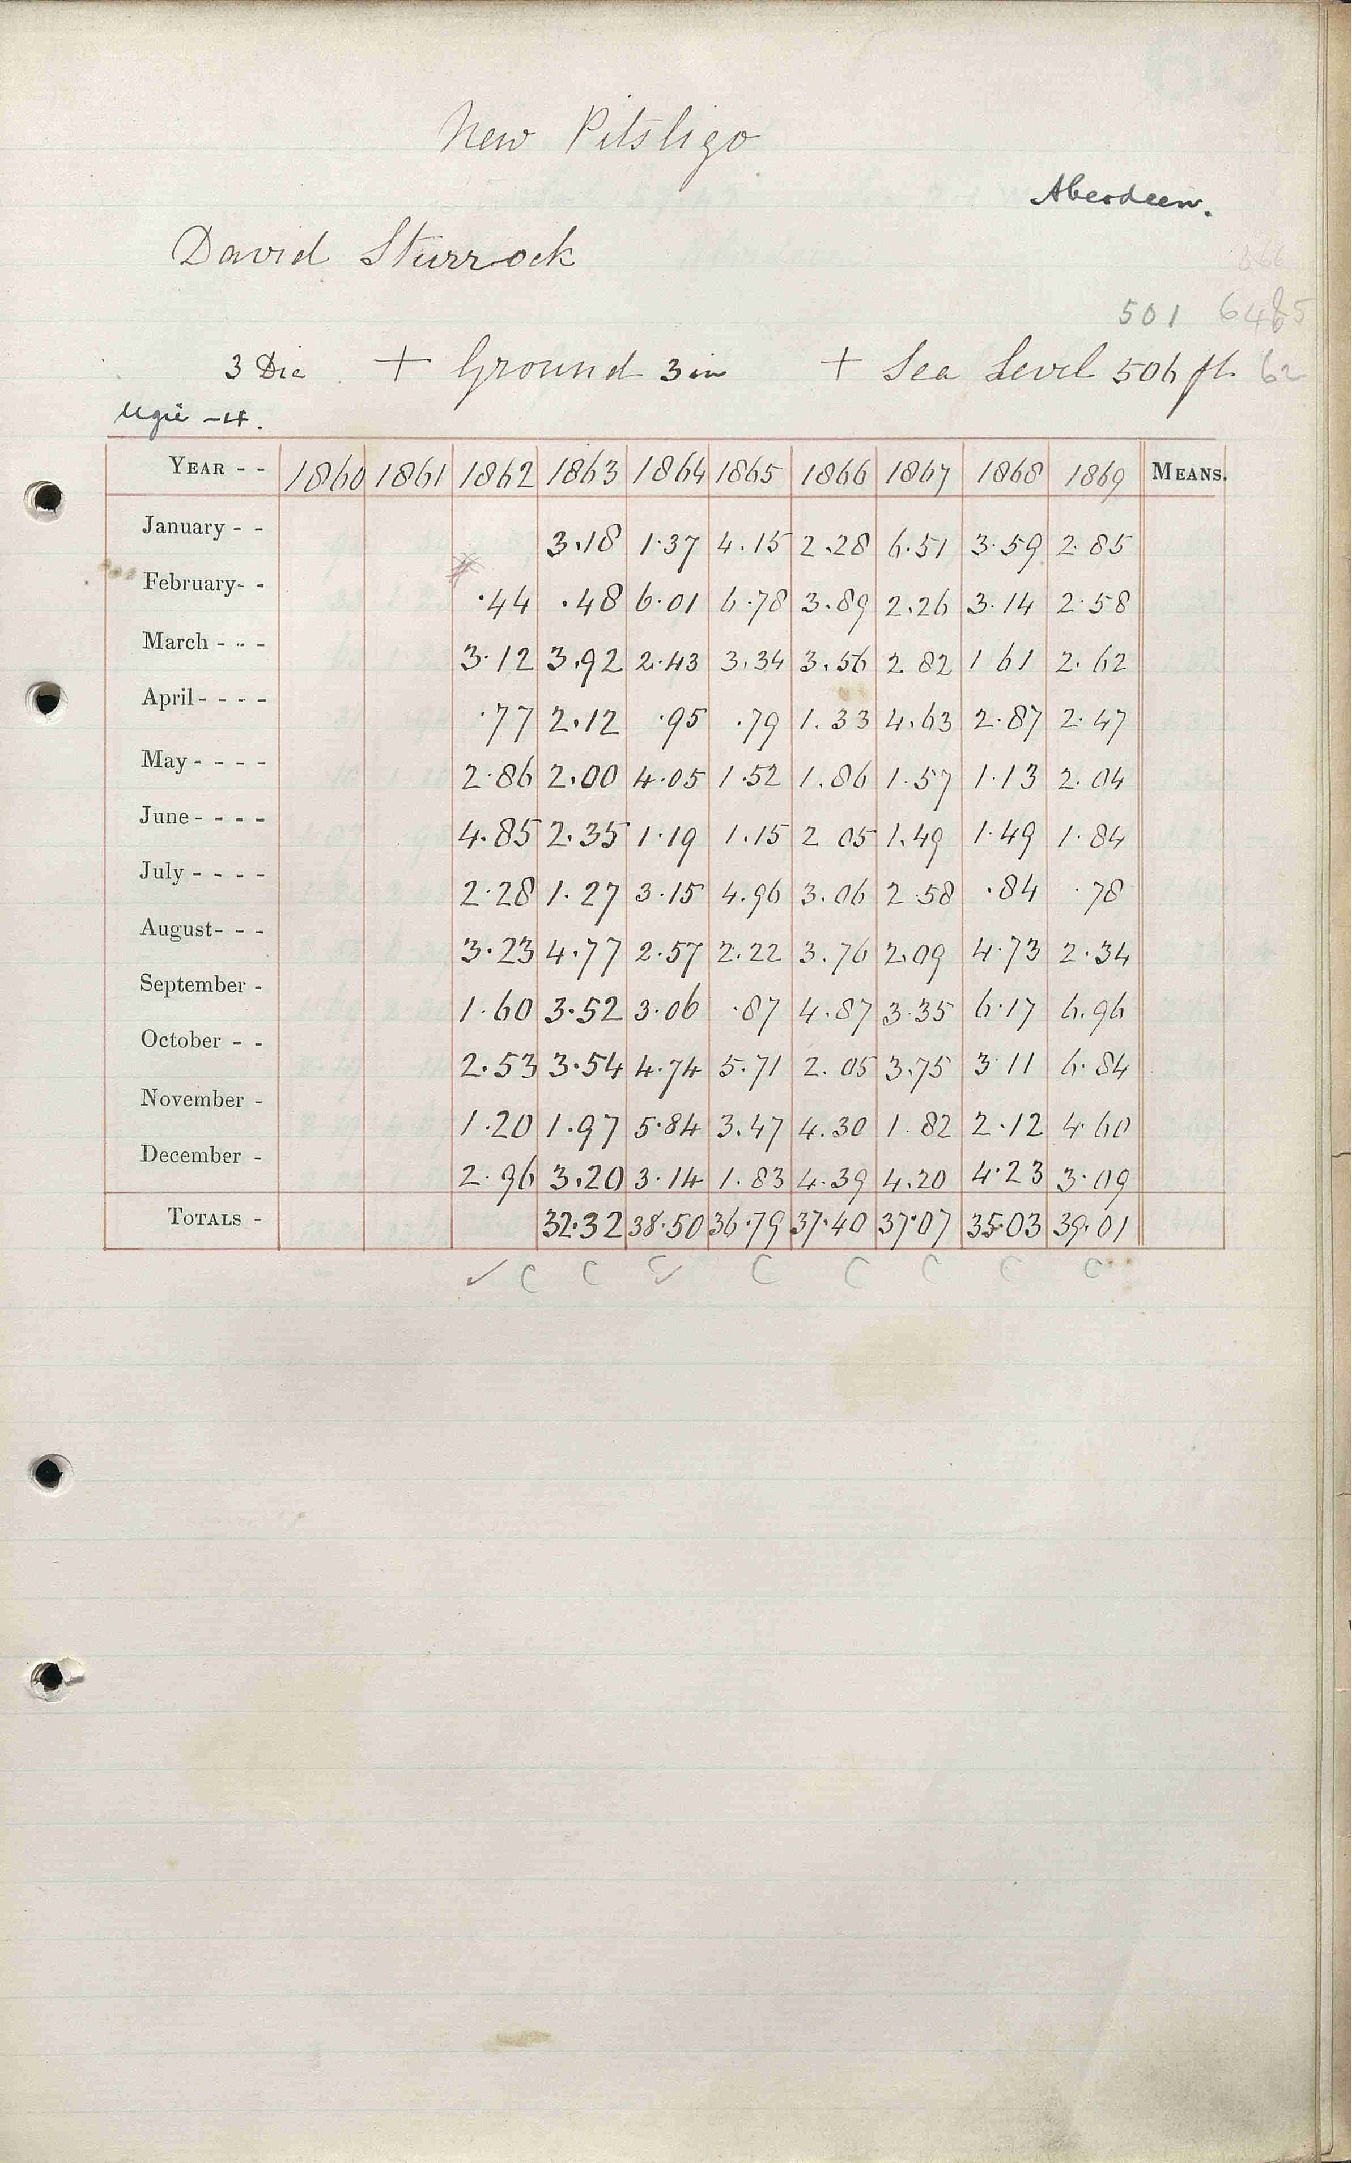 New Pitsligo
Aberdeen.
David Sturrock
501
3 Dia + Ground 3 in + Sea Level 506 ft 62
Ugie - 4.
YEAR - - 1860 1861 1862 1863 1864 1865 1866 1867 1868 1869 MEANS.
January - - 3.18 1.37 4.15 2.28 6.51 3.59 2.85
February- - .44 .48 6.01 6.78 3.89 2.26 3.14 2.58
March - - - 3.12 3.92 2.43 3.34 3.56 2.82 1 61 2.62
April- - - - .77 2.12 .95 .79 1.33 4.63 2.87 2.47
May - - - - 2.86 2.00 4.05 1.52 1.86 1.57 1.13 2.04
June - - - - 4.85 2.35 1.19 1.15 2 05 1.49 1.49 1.84
July - - - - 2.28 1.27 3.15 4.96 3.06 2.58 .84 .78
August- - - 3.23 4.77 2.57 2.22 3.76 2.09 4.73 2.34
September - 1.60 3.52 3.06 .87 4.87 3.35 6.17 6.96
October - - 2.53 3.54 4.74 5.71 2.05 3.75 3.11 6.84
November - 1.20 1.97 5.84 3.47 4.30 1.82 2.12 4.60
December - 2.96 3.20 3.14 1.83 4.39 4.20 4.23 3.09
TOTALS - 32.32 38.50 36.79 37.40 37.07 35.03 39.01
✓ C C C ✓ C C C C C